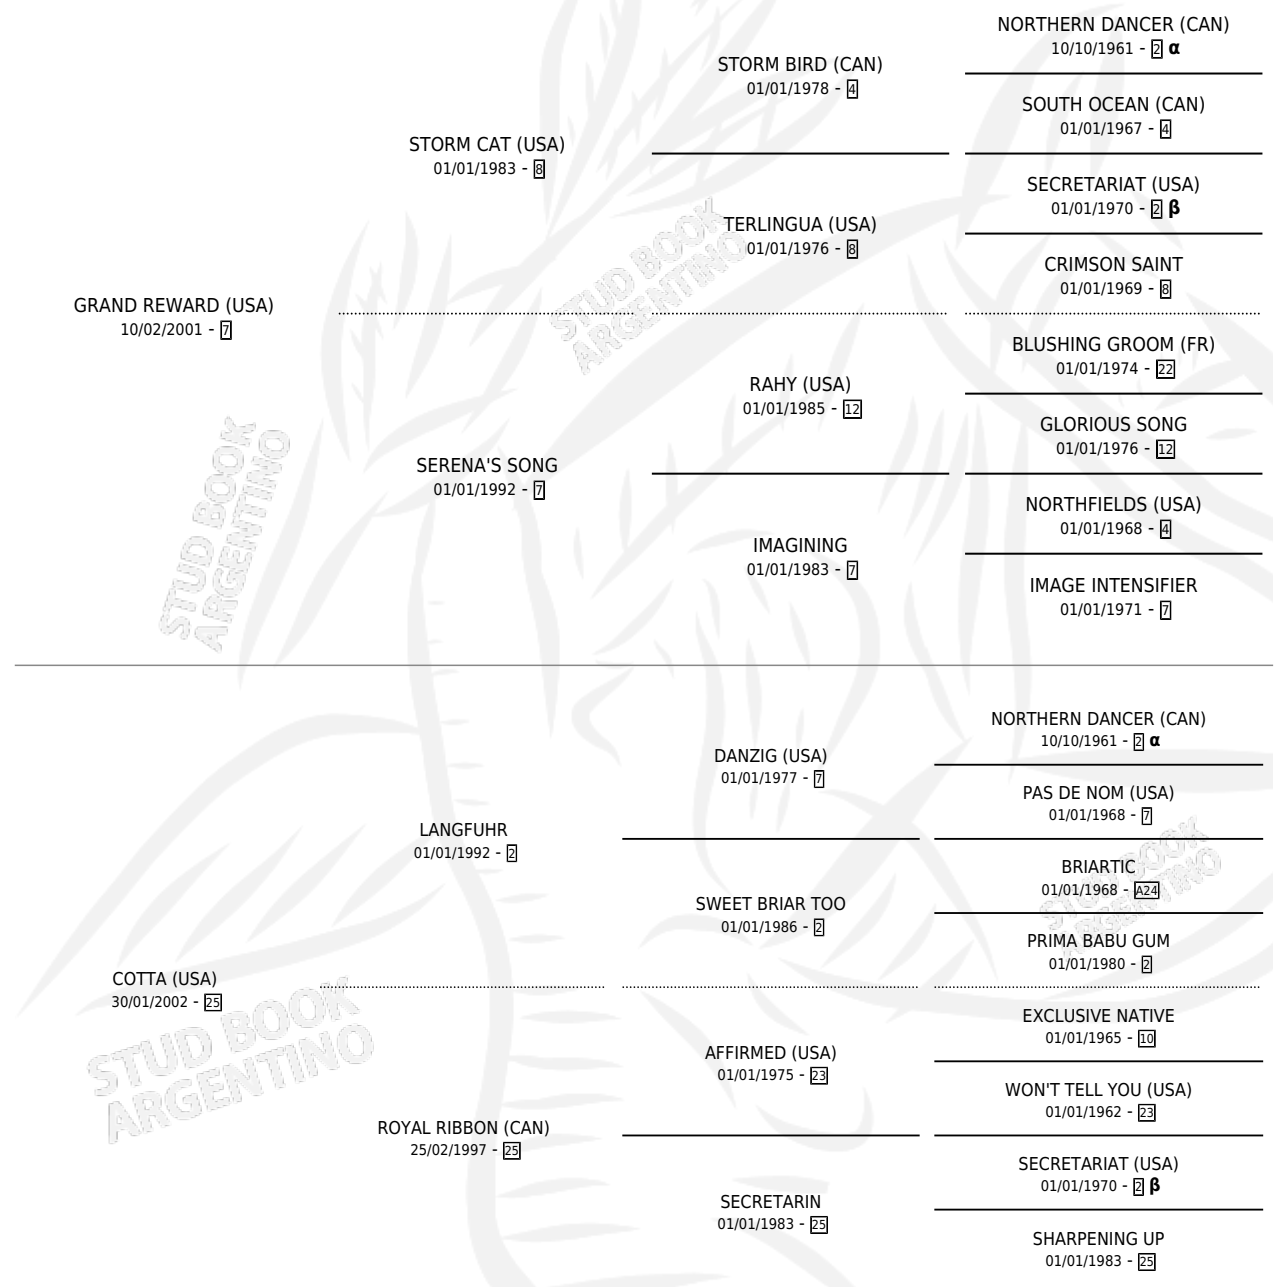 NORTHERN DANCER (CAN)
10/10/1961 - 2 α
STORM BIRD (CAN)
01/01/1978 - 4
SOUTH OCEAN (CAN)
01/01/1967 - 4
STORM CAT (USA)
01/01/1983 - 8
SECRETARIAT (USA)
01/01/1970 - 2 β
TERLINGUA (USA)
01/01/1976 - 8
CRIMSON SAINT
01/01/1969 - 8
GRAND REWARD (USA)
10/02/2001 - 7
BLUSHING GROOM (FR)
01/01/1974 - 22
RAHY (USA)
01/01/1985 - 12
GLORIOUS SONG
01/01/1976 - 12
SERENA'S SONG
01/01/1992 - 7
NORTHFIELDS (USA)
01/01/1968 - 4
IMAGINING
01/01/1983 - 7
IMAGE INTENSIFIER
01/01/1971 - 7
NORTHERN DANCER (CAN)
10/10/1961 - 2 α
DANZIG (USA)
01/01/1977 - 7
PAS DE NOM (USA)
01/01/1968 - 7
LANGFUHR
01/01/1992 - 2
BRIARTIC
01/01/1968 - A24
SWEET BRIAR TOO
01/01/1986 - 2
PRIMA BABU GUM
01/01/1980 - 2
COTTA (USA)
30/01/2002 - 25
EXCLUSIVE NATIVE
01/01/1965 - 10
AFFIRMED (USA)
01/01/1975 - 23
WON'T TELL YOU (USA)
01/01/1962 - 23
ROYAL RIBBON (CAN)
25/02/1997 - 25
SECRETARIAT (USA)
01/01/1970 - 2 β
SECRETARIN
01/01/1983 - 25
SHARPENING UP
01/01/1983 - 25
STUD BOOK
ARGENTINO
STUD BOOK
ARGENTINO
STUD BOOK
ARGENTINO
STUD BOOK
ARGENTINO